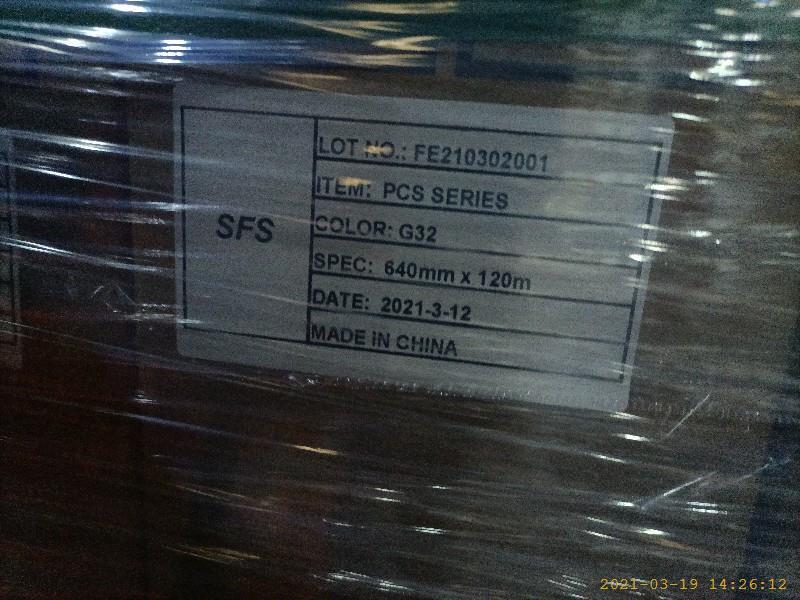 SFS
LOT NO.: FE210302001
ITEM: PCS SERIES
COLOR: G32
SPEC: 640mm x 120m
DATE: 2021-3-12
MADE IN CHINA
2021-03-19 14:26:12